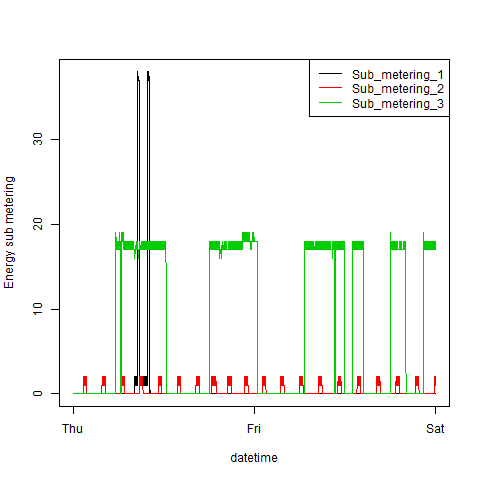 Sub_metering_1
Sub_metering_2
Sub_metering_3
Energy sub metering
30
20
10
0
Thu
Fri
Sat
datetime